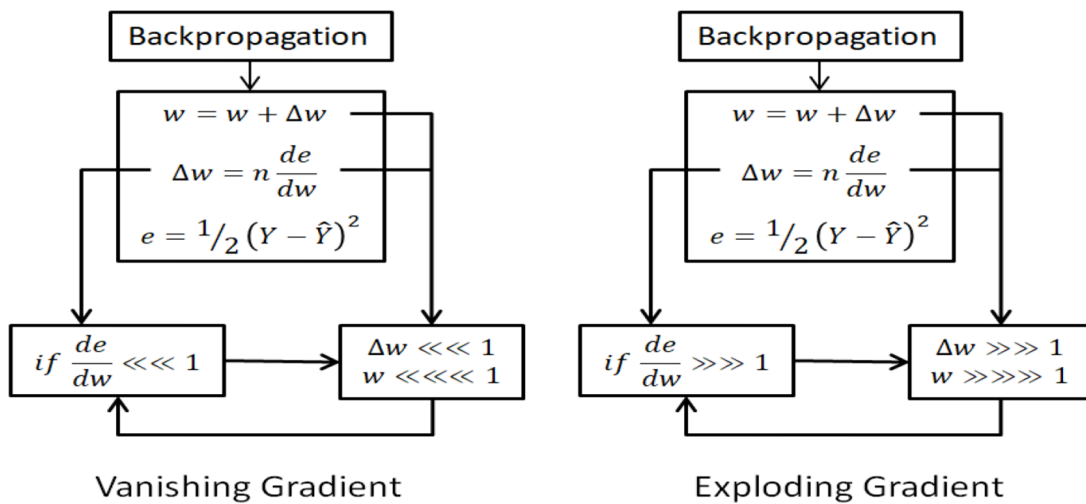 Backpropagation
w = w + Δw
Δw = n de/dw
e = 1/2 (Y − Ŷ)²
if de/dw ≪< 1
Δw ≪< 1
w ≪≪ 1
Vanishing Gradient
Backpropagation
w = w + Δw
Δw = n de/dw
e = 1/2 (Y − Ŷ)²
if de/dw ≫> 1
Δw ≫> 1
w ≫≫ 1
Exploding Gradient